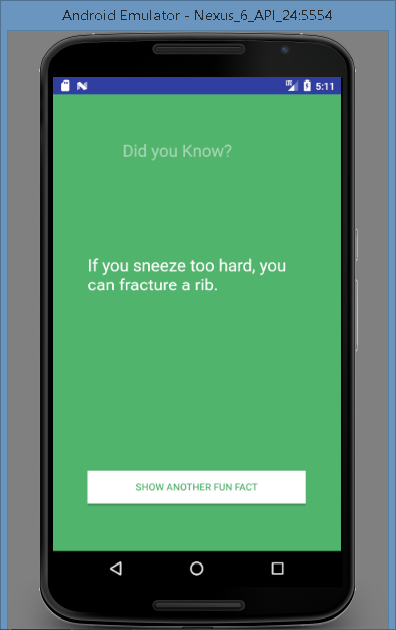 Android Emulator - Nexus_6_API_24:5554
5:11
Did you Know?
If you sneeze too hard, you
can fracture a rib.
SHOW ANOTHER FUN FACT